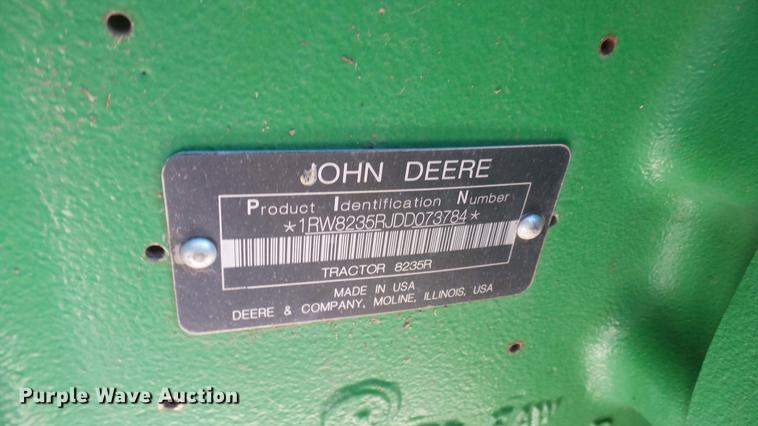 JOHN DEERE
Product Identification Number
*1RW8235RJDD073784*
TRACTOR 8235R
MADE IN USA
DEERE & COMPANY, MOLINE, ILLINOIS, USA
Purple Wave Auction